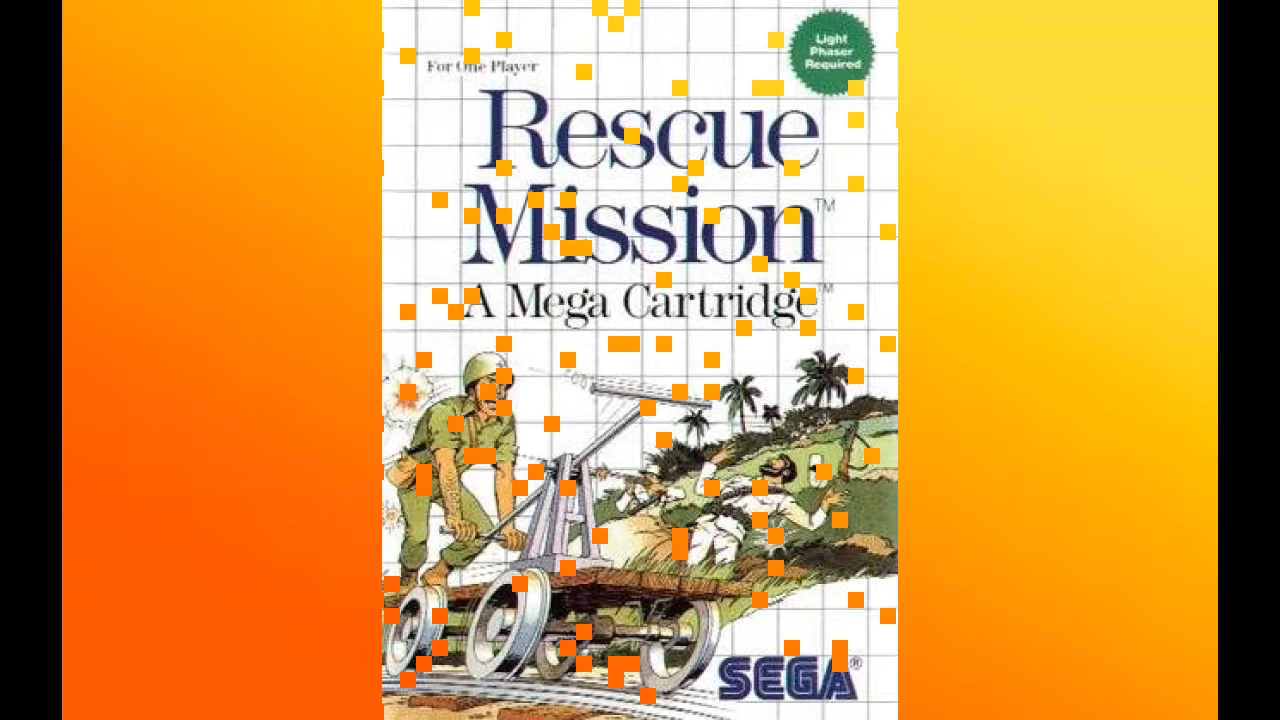 Light
Phaser
Required
For One Player
Rescue
Mission™
A Mega Cartridge™
SEGA®